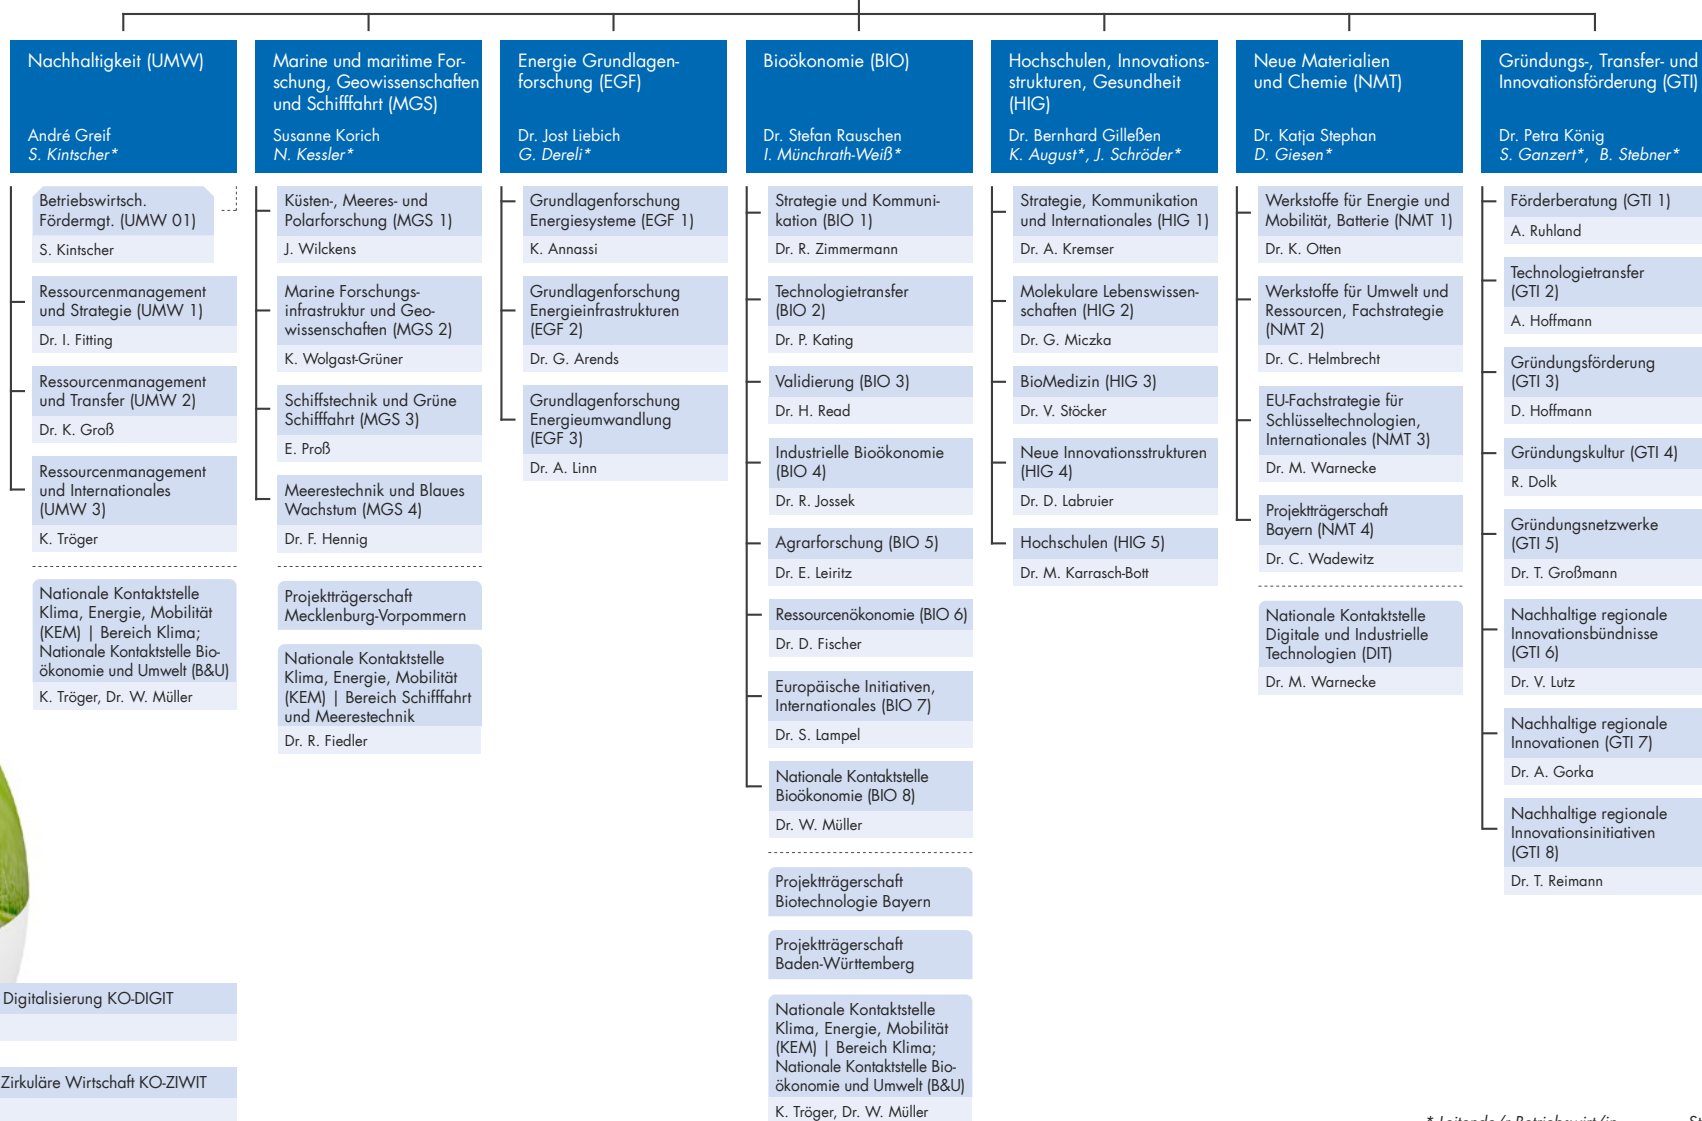 Nachhaltigkeit (UMW)
André Greif
S. Kintscher*
Betriebswirtsch.
Fördermgt. (UMW 01)
S. Kintscher
Ressourcenmanagement
und Strategie (UMW 1)
Dr. I. Fitting
Ressourcenmanagement
und Transfer (UMW 2)
Dr. K. Groß
Ressourcenmanagement
und Internationales
(UMW 3)
K. Tröger
Nationale Kontaktstelle
Klima, Energie, Mobilität
(KEM) | Bereich Klima;
Nationale Kontaktstelle Bio-
ökonomie und Umwelt (B&U)
K. Tröger, Dr. W. Müller
Digitalisierung KO-DIGIT
Zirkuläre Wirtschaft KO-ZIWIT
Marine und maritime For-
schung, Geowissenschaften
und Schifffahrt (MGS)
Susanne Korich
N. Kessler*
Küsten-, Meeres- und
Polarforschung (MGS 1)
J. Wilckens
Marine Forschungs-
infrastruktur und Geo-
wissenschaften (MGS 2)
K. Wolgast-Grüner
Schiffstechnik und Grüne
Schifffahrt (MGS 3)
E. Proß
Meerestechnik und Blaues
Wachstum (MGS 4)
Dr. F. Hennig
Projektträgerschaft
Mecklenburg-Vorpommern
Nationale Kontaktstelle
Klima, Energie, Mobilität
(KEM) | Bereich Schifffahrt
und Meerestechnik
Dr. R. Fiedler
Energie Grundlagen-
forschung (EGF)
Dr. Jost Liebich
G. Dereli*
Grundlagenforschung
Energiesysteme (EGF 1)
K. Annassi
Grundlagenforschung
Energieinfrastrukturen
(EGF 2)
Dr. G. Arends
Grundlagenforschung
Energieumwandlung
(EGF 3)
Dr. A. Linn
Bioökonomie (BIO)
Dr. Stefan Rauschen
I. Münchrath-Weiß*
Strategie und Kommuni-
kation (BIO 1)
Dr. R. Zimmermann
Technologietransfer
(BIO 2)
Dr. P. Kating
Validierung (BIO 3)
Dr. H. Read
Industrielle Bioökonomie
(BIO 4)
Dr. R. Jossek
Agrarforschung (BIO 5)
Dr. E. Leiritz
Ressourcenökonomie (BIO 6)
Dr. D. Fischer
Europäische Initiativen,
Internationales (BIO 7)
Dr. S. Lampel
Nationale Kontaktstelle
Bioökonomie (BIO 8)
Dr. W. Müller
Projektträgerschaft
Biotechnologie Bayern
Projektträgerschaft
Baden-Württemberg
Nationale Kontaktstelle
Klima, Energie, Mobilität
(KEM) | Bereich Klima;
Nationale Kontaktstelle Bio-
ökonomie und Umwelt (B&U)
K. Tröger, Dr. W. Müller
Hochschulen, Innovations-
strukturen, Gesundheit
(HIG)
Dr. Bernhard Gilleßen
K. August*, J. Schröder*
Strategie, Kommunikation
und Internationales (HIG 1)
Dr. A. Kremser
Molekulare Lebenswissen-
schaften (HIG 2)
Dr. G. Miczka
BioMedizin (HIG 3)
Dr. V. Stöcker
Neue Innovationsstrukturen
(HIG 4)
Dr. D. Labruier
Hochschulen (HIG 5)
Dr. M. Karrasch-Bott
Neue Materialien
und Chemie (NMT)
Dr. Katja Stephan
D. Giesen*
Werkstoffe für Energie und
Mobilität, Batterie (NMT 1)
Dr. K. Otten
Werkstoffe für Umwelt und
Ressourcen, Fachstrategie
(NMT 2)
Dr. C. Helmbrecht
EU-Fachstrategie für
Schlüsseltechnologien,
Internationales (NMT 3)
Dr. M. Warnecke
Projektträgerschaft
Bayern (NMT 4)
Dr. C. Wadewitz
Nationale Kontaktstelle
Digitale und Industrielle
Technologien (DIT)
Dr. M. Warnecke
Gründungs-, Transfer- und
Innovationsförderung (GTI)
Dr. Petra König
S. Ganzert*, B. Stebner*
Förderberatung (GTI 1)
A. Ruhland
Technologietransfer
(GTI 2)
A. Hoffmann
Gründungsförderung
(GTI 3)
D. Hoffmann
Gründungskultur (GTI 4)
R. Dolk
Gründungsnetzwerke
(GTI 5)
Dr. T. Großmann
Nachhaltige regionale
Innovationsbündnisse
(GTI 6)
Dr. V. Lutz
Nachhaltige regionale
Innovationen (GTI 7)
Dr. A. Gorka
Nachhaltige regionale
Innovationsinitiativen
(GTI 8)
Dr. T. Reimann